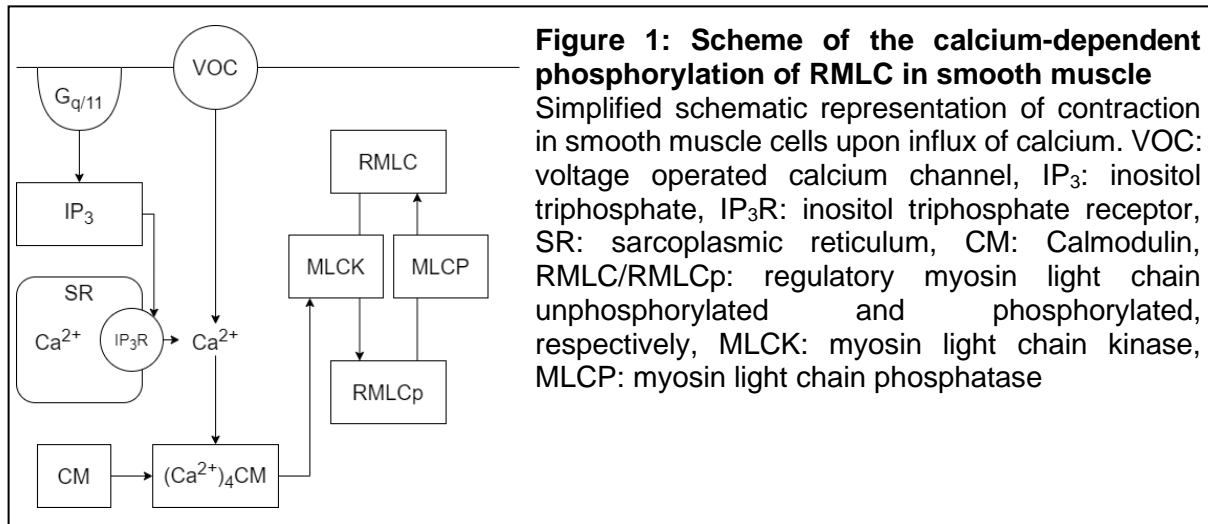 VOC
G q/11
IP3
SR
Ca2+
IP3R
Ca2+
CM
(Ca2+)4CM
RMLC
MLCK
MLCP
RMLCp
Figure 1: Scheme of the calcium-dependent
phosphorylation of RMLC in smooth muscle
Simplified schematic representation of contraction
in smooth muscle cells upon influx of calcium. VOC:
voltage operated calcium channel, IP3: inositol
triphosphate, IP3R: inositol triphosphate receptor,
SR: sarcoplasmic reticulum, CM: Calmodulin,
RMLC/RMLCp: regulatory myosin light chain
unphosphorylated and phosphorylated,
respectively, MLCK: myosin light chain kinase,
MLCP: myosin light chain phosphatase